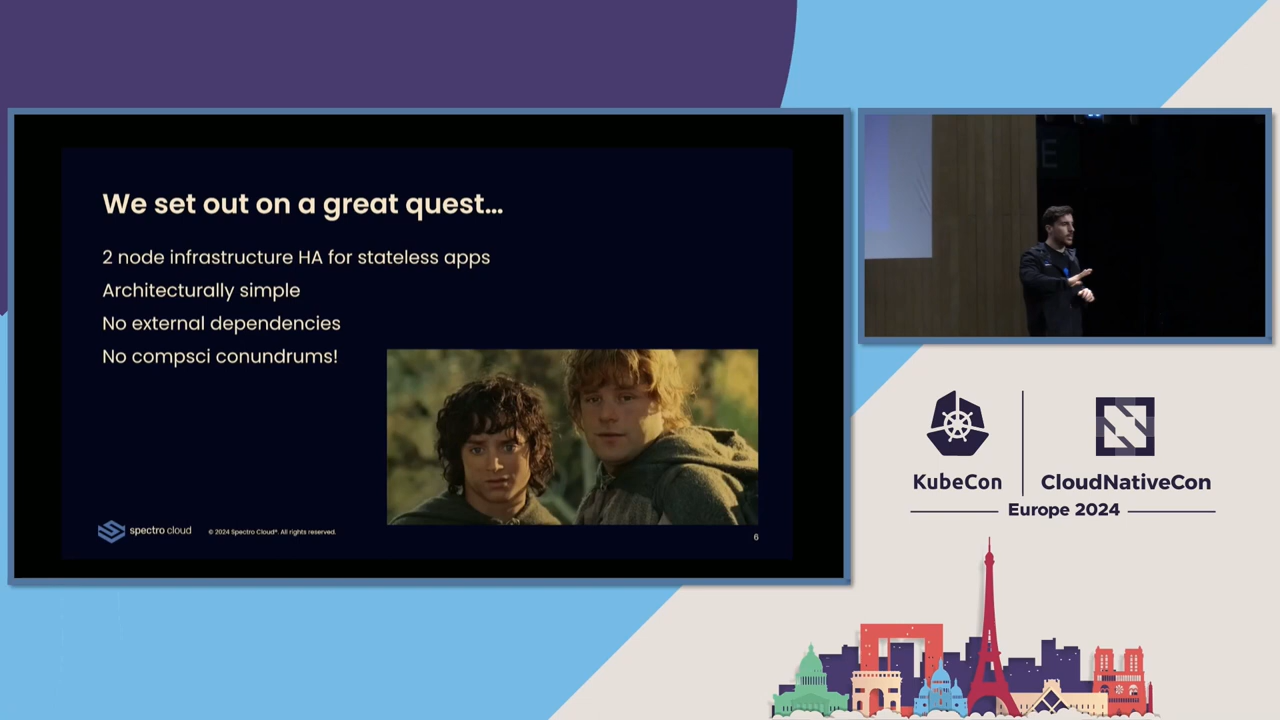 We set out on a great quest...
2 node infrastructure HA for stateless apps
Architecturally simple
No external dependencies
No compsci conundrums!
spectro cloud
© 2024 Spectro Cloud®. All rights reserved.
6
E
KubeCon
CloudNativeCon
Europe 2024